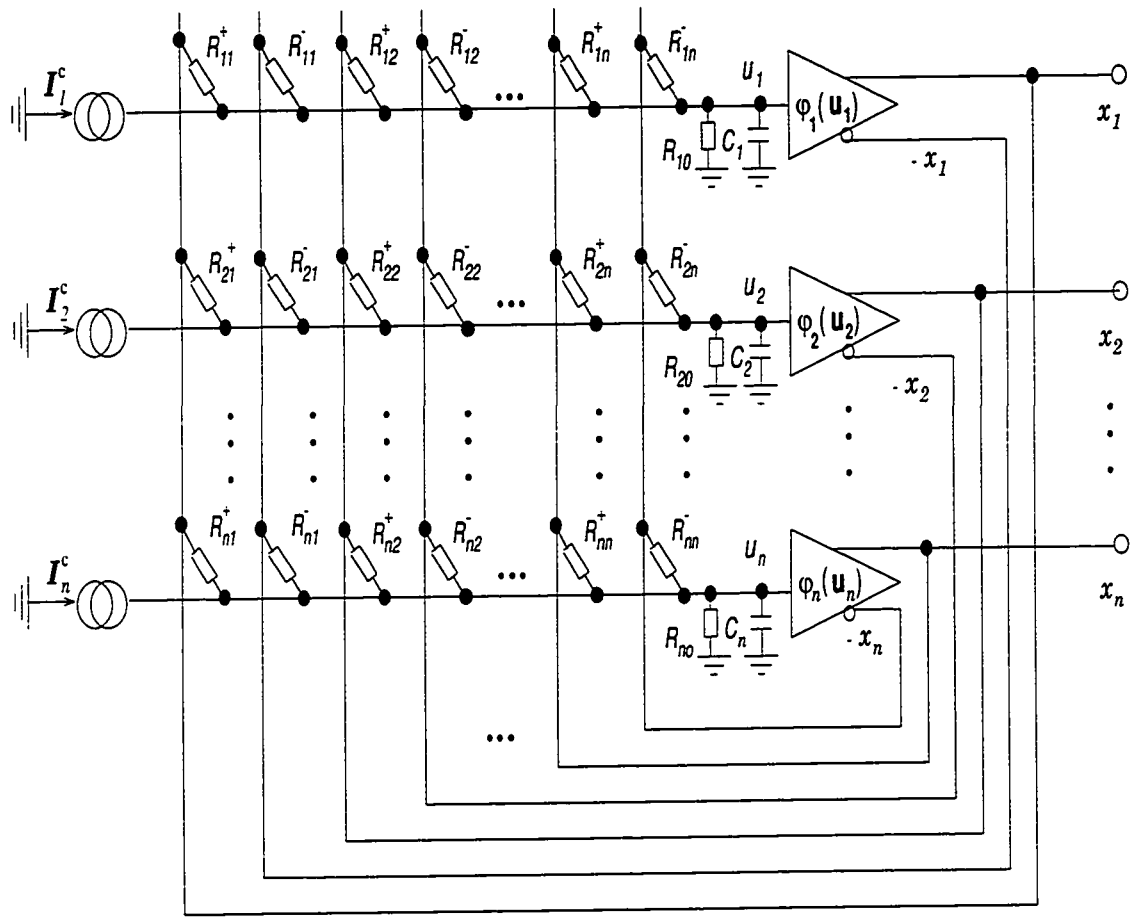 R₁₁⁺ R₁₁⁻ R₁₂⁺ R₁₂⁻ R₁ₙ⁺ R₁ₙ⁻
I₁ᶜ ••• u₁ φ₁(u₁) x₁
R₁₀ C₁ - x₁
R₂₁⁺ R₂₁⁻ R₂₂⁺ R₂₂⁻ R₂ₙ⁺ R₂ₙ⁻
I₂ᶜ ••• u₂ φ₂(u₂) x₂
R₂₀ C₂ - x₂
Rₙ₁⁺ Rₙ₁⁻ Rₙ₂⁺ Rₙ₂⁻ Rₙₙ⁺ Rₙₙ⁻
Iₙᶜ ••• uₙ φₙ(uₙ) xₙ
Rₙₒ Cₙ - xₙ
•••